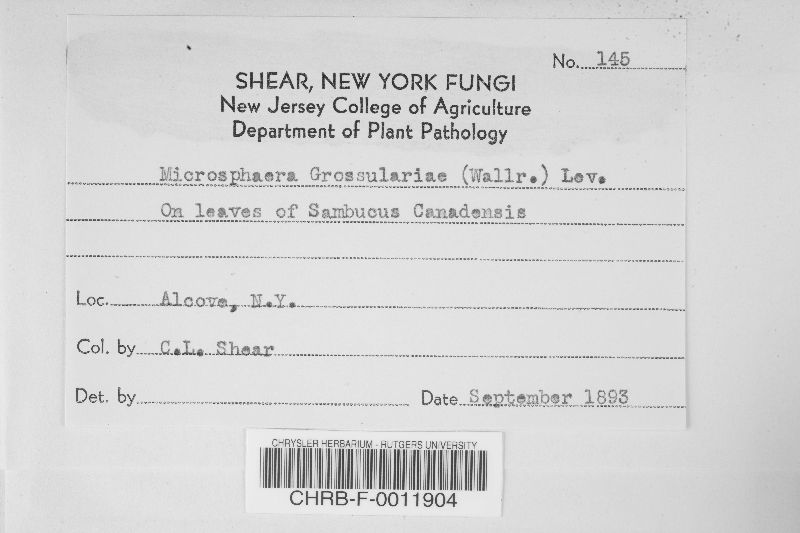 No. 145
SHEAR, NEW YORK FUNGI
New Jersey College of Agriculture
Department of Plant Pathology
Microsphaera Grossulariae (Wallr.) Lev.
On leaves of Sambucus Canadensis
Loc. Alcove, N.Y.
Col. by C.L. Shear
Det. by Date September 1893
CHRYSLER HERBARIUM - RUTGERS UNIVERSITY
CHRB-F-0011904